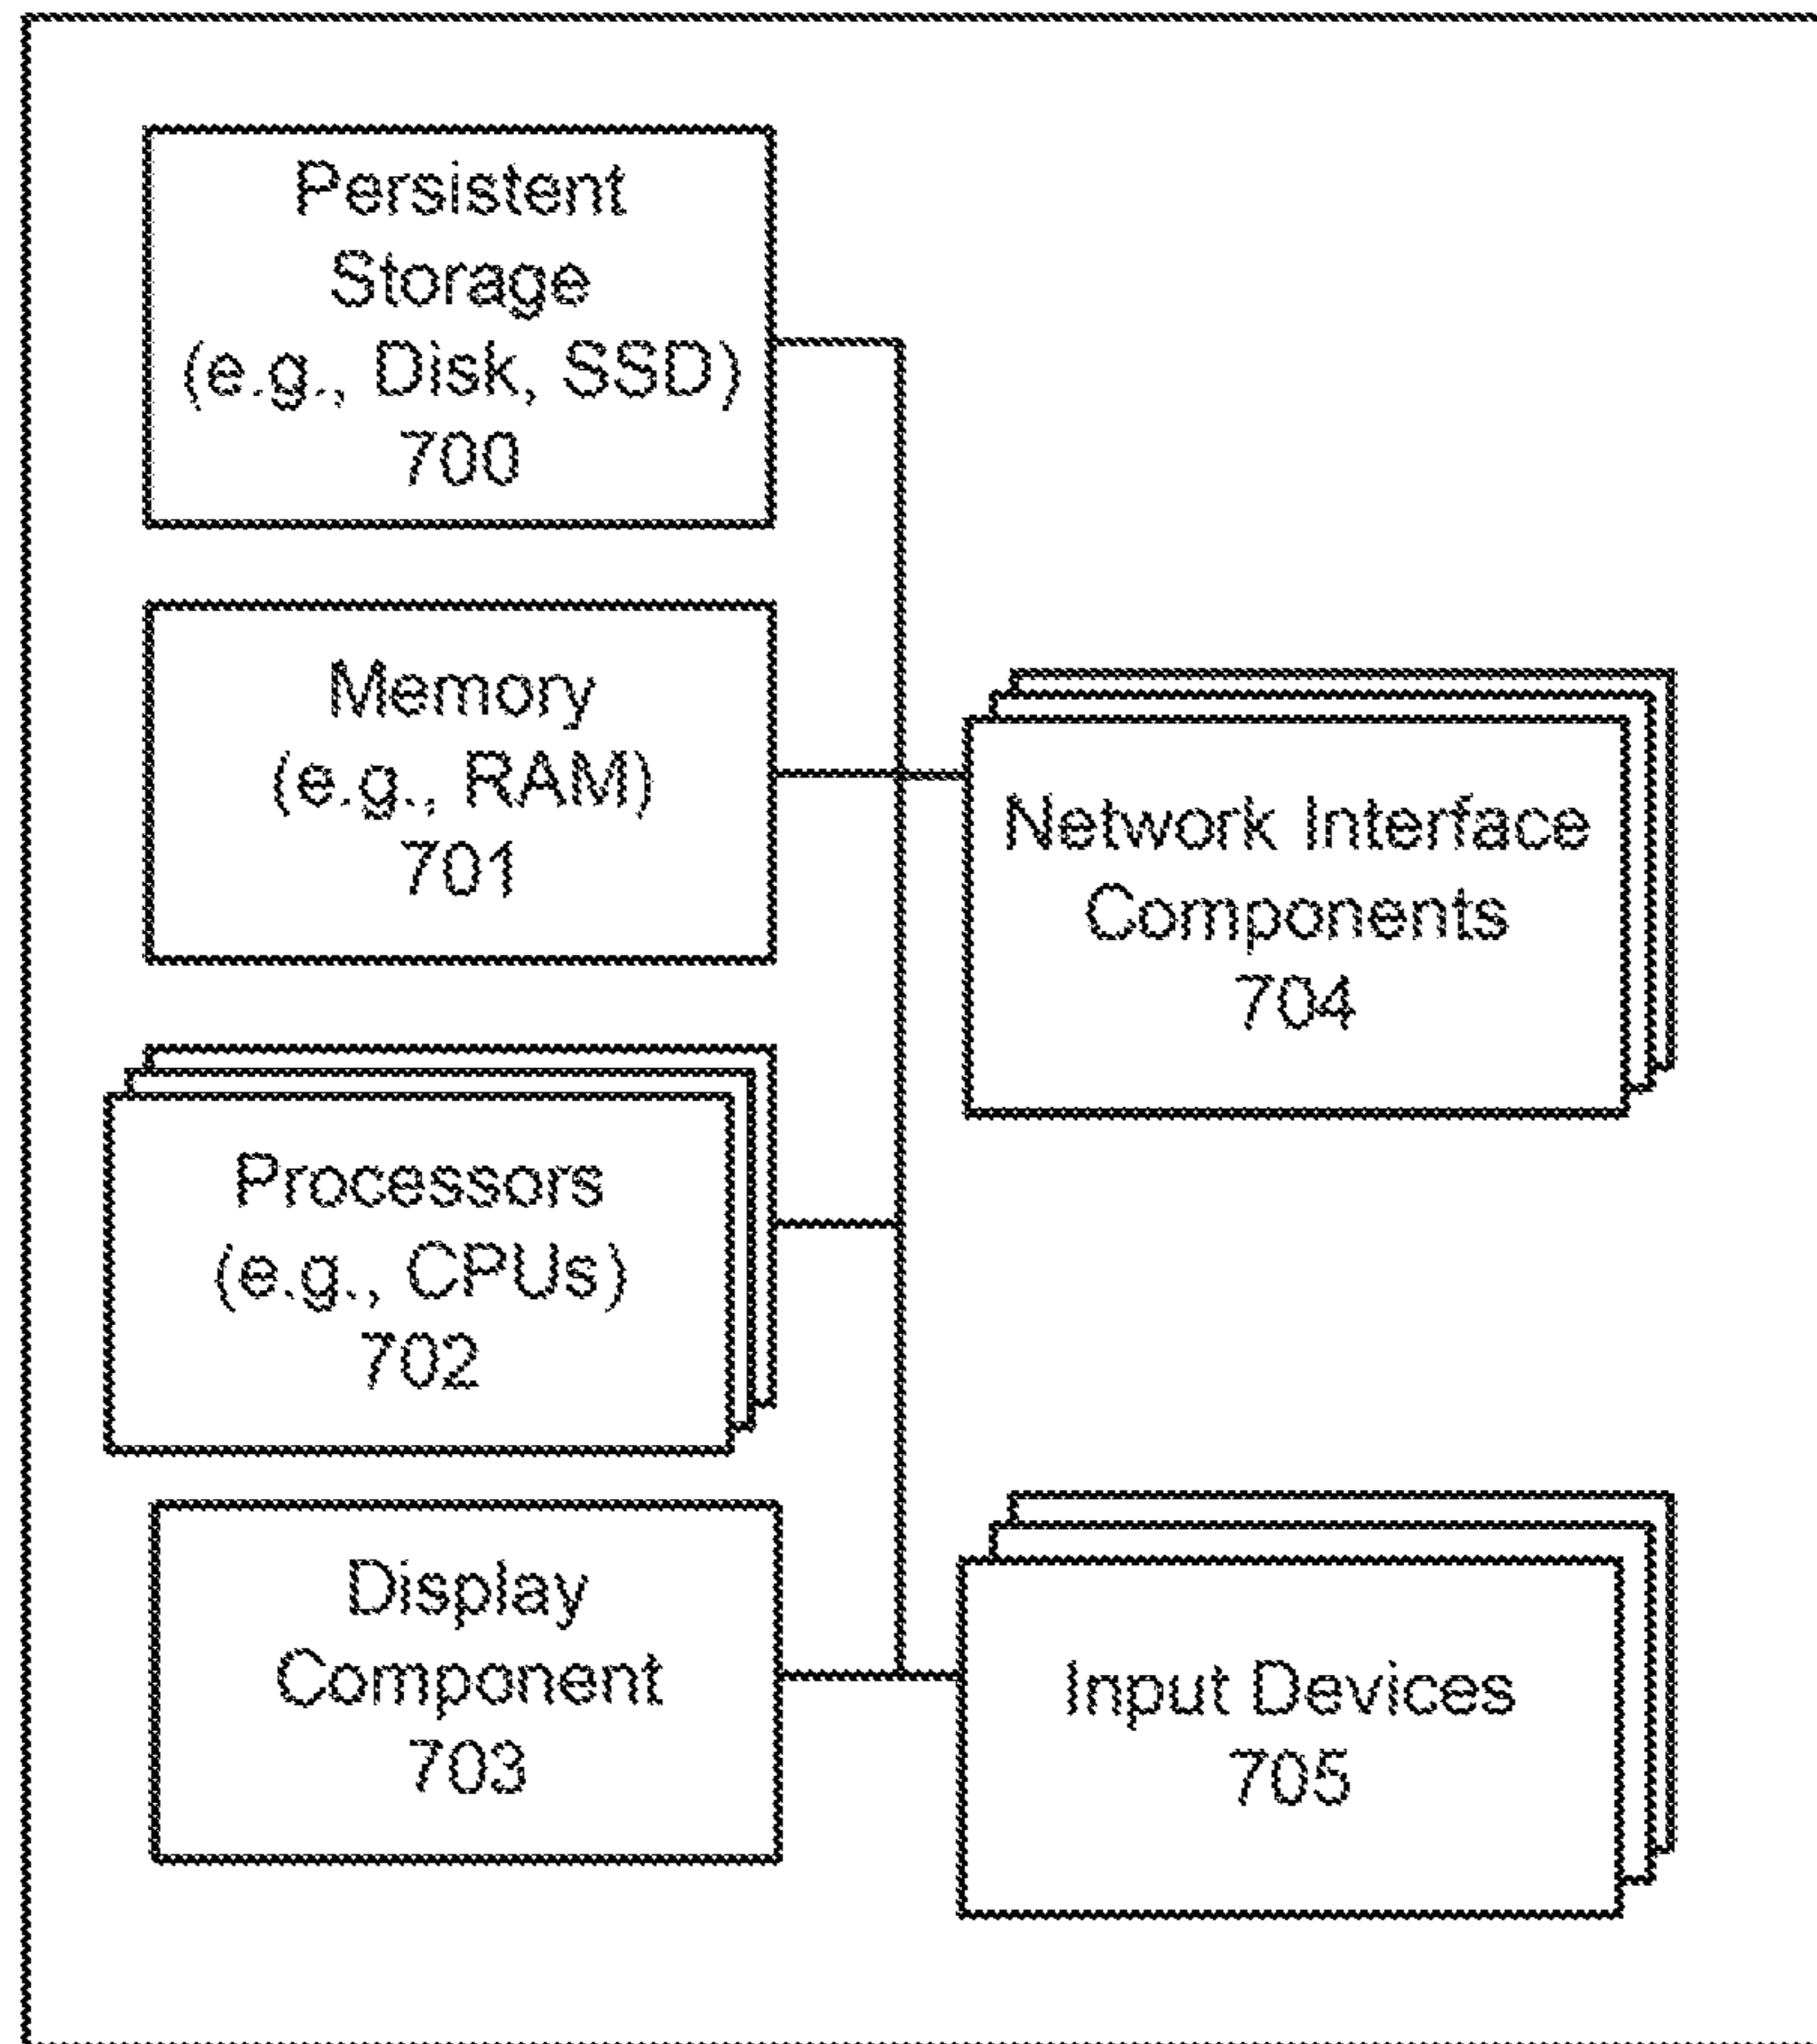 Persistent
Storage
(e.g., Disk, SSD)
700
Memory
(e.g., RAM)
701
Processors
(e.g., CPUs)
702
Display
Component
703
Network Interface
Components
704
Input Devices
705